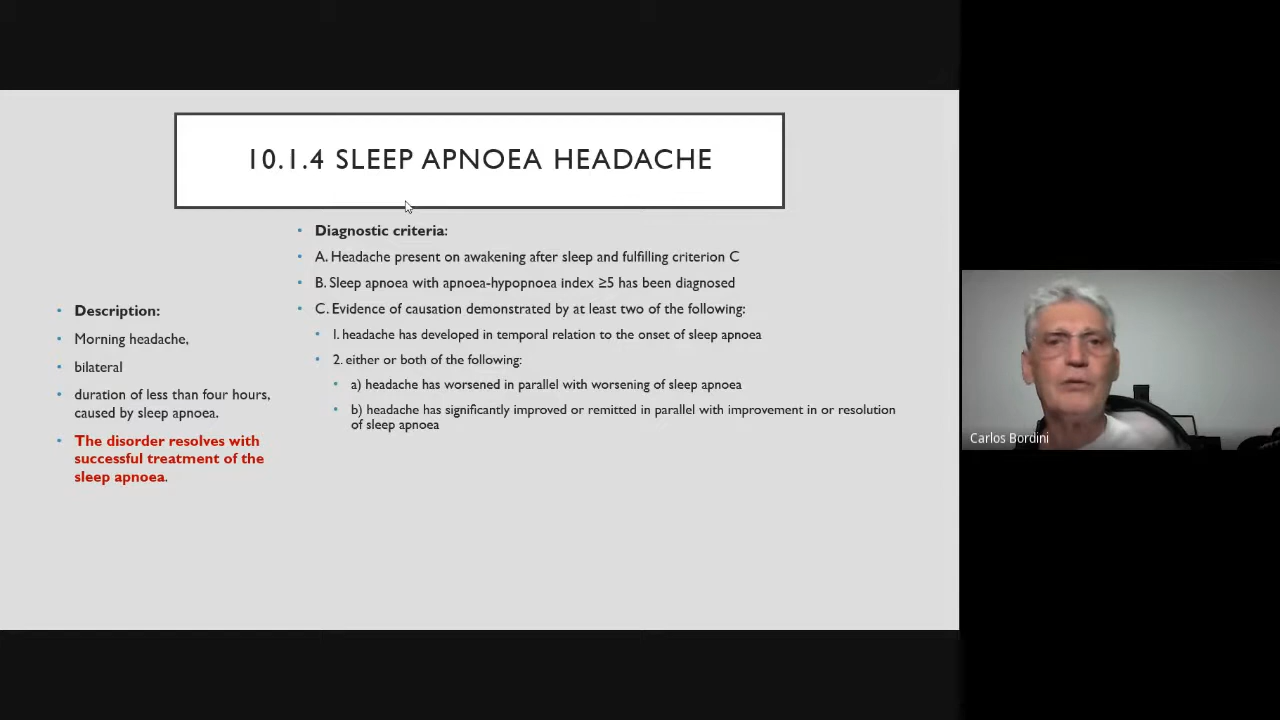 10.1.4 SLEEP APNOEA HEADACHE
• Description:
• Morning headache,
• bilateral
• duration of less than four hours,
caused by sleep apnoea.
• The disorder resolves with
successful treatment of the
sleep apnoea.
• Diagnostic criteria:
• A. Headache present on awakening after sleep and fulfilling criterion C
• B. Sleep apnoea with apnoea-hypopnoea index ≥5 has been diagnosed
• C. Evidence of causation demonstrated by at least two of the following:
• 1. headache has developed in temporal relation to the onset of sleep apnoea
• 2. either or both of the following:
• a) headache has worsened in parallel with worsening of sleep apnoea
• b) headache has significantly improved or remitted in parallel with improvement in or resolution
of sleep apnoea
Carlos Bordini